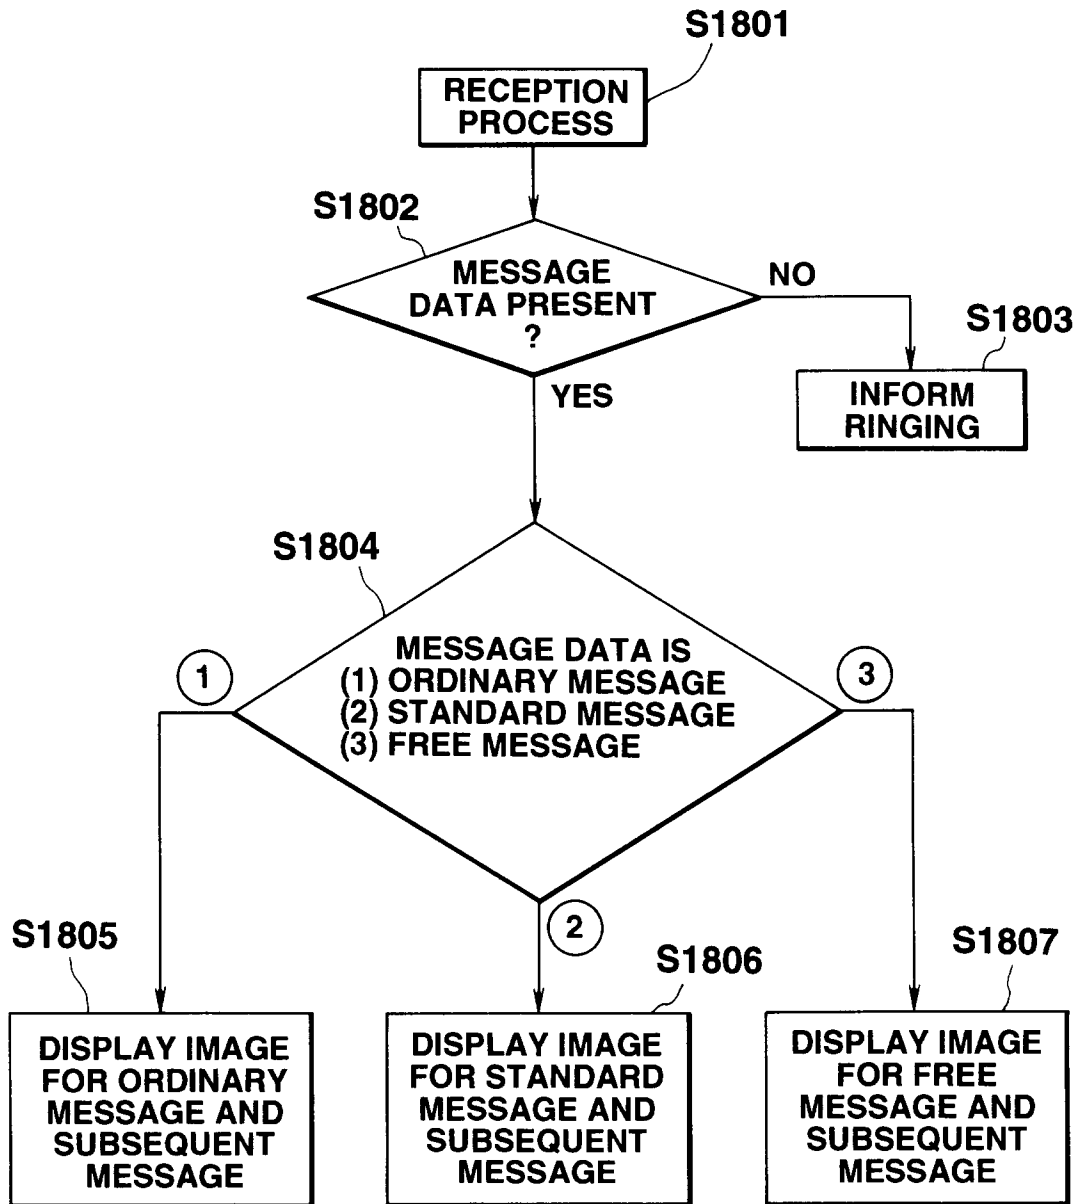 S1801
RECEPTION
PROCESS
S1802
MESSAGE
DATA PRESENT
?
NO
S1803
INFORM
RINGING
YES
S1804
MESSAGE DATA IS
(1) ORDINARY MESSAGE
(2) STANDARD MESSAGE
(3) FREE MESSAGE
1
3
2
S1805
DISPLAY IMAGE
FOR ORDINARY
MESSAGE AND
SUBSEQUENT
MESSAGE
S1806
DISPLAY IMAGE
FOR STANDARD
MESSAGE AND
SUBSEQUENT
MESSAGE
S1807
DISPLAY IMAGE
FOR FREE
MESSAGE AND
SUBSEQUENT
MESSAGE